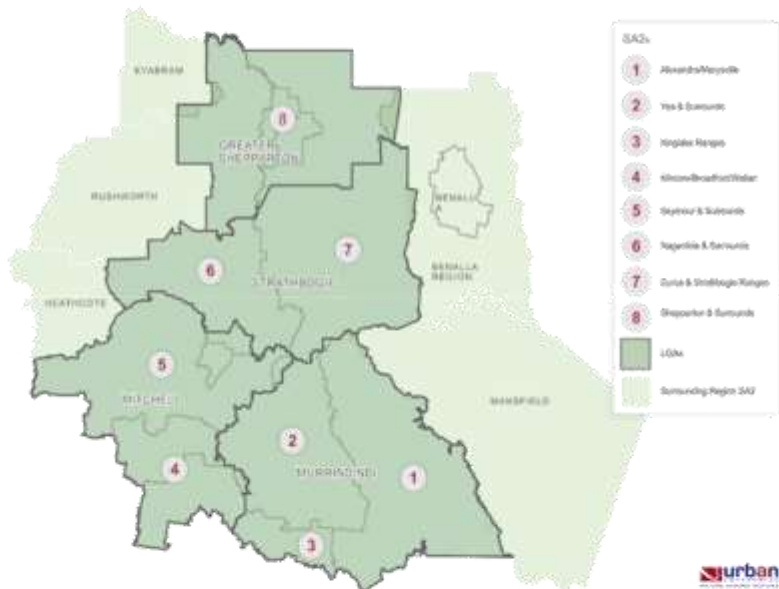 KYABRAM
RUSHWORTH
HEATHCOTE
GREATER
SHEPPARTON
STRATHBOGIE
MITCHELL
MURRINDINDI
BENALL
A
BENALLA
REGION
MANSFIELD
8
7
6
5
4
2
1
3
SA2s
1 Alexandra/Marysville
2 Yea & Surrounds
3 Kinglake Ranges
4 Kilmore/Broadford/Wallan
5 Seymour & Surrounds
6 Nagambie & Surrounds
7 Euroa & Strathbogie Ranges
8 Shepparton & Surrounds
LGAs
Surrounding Region SA2
urban